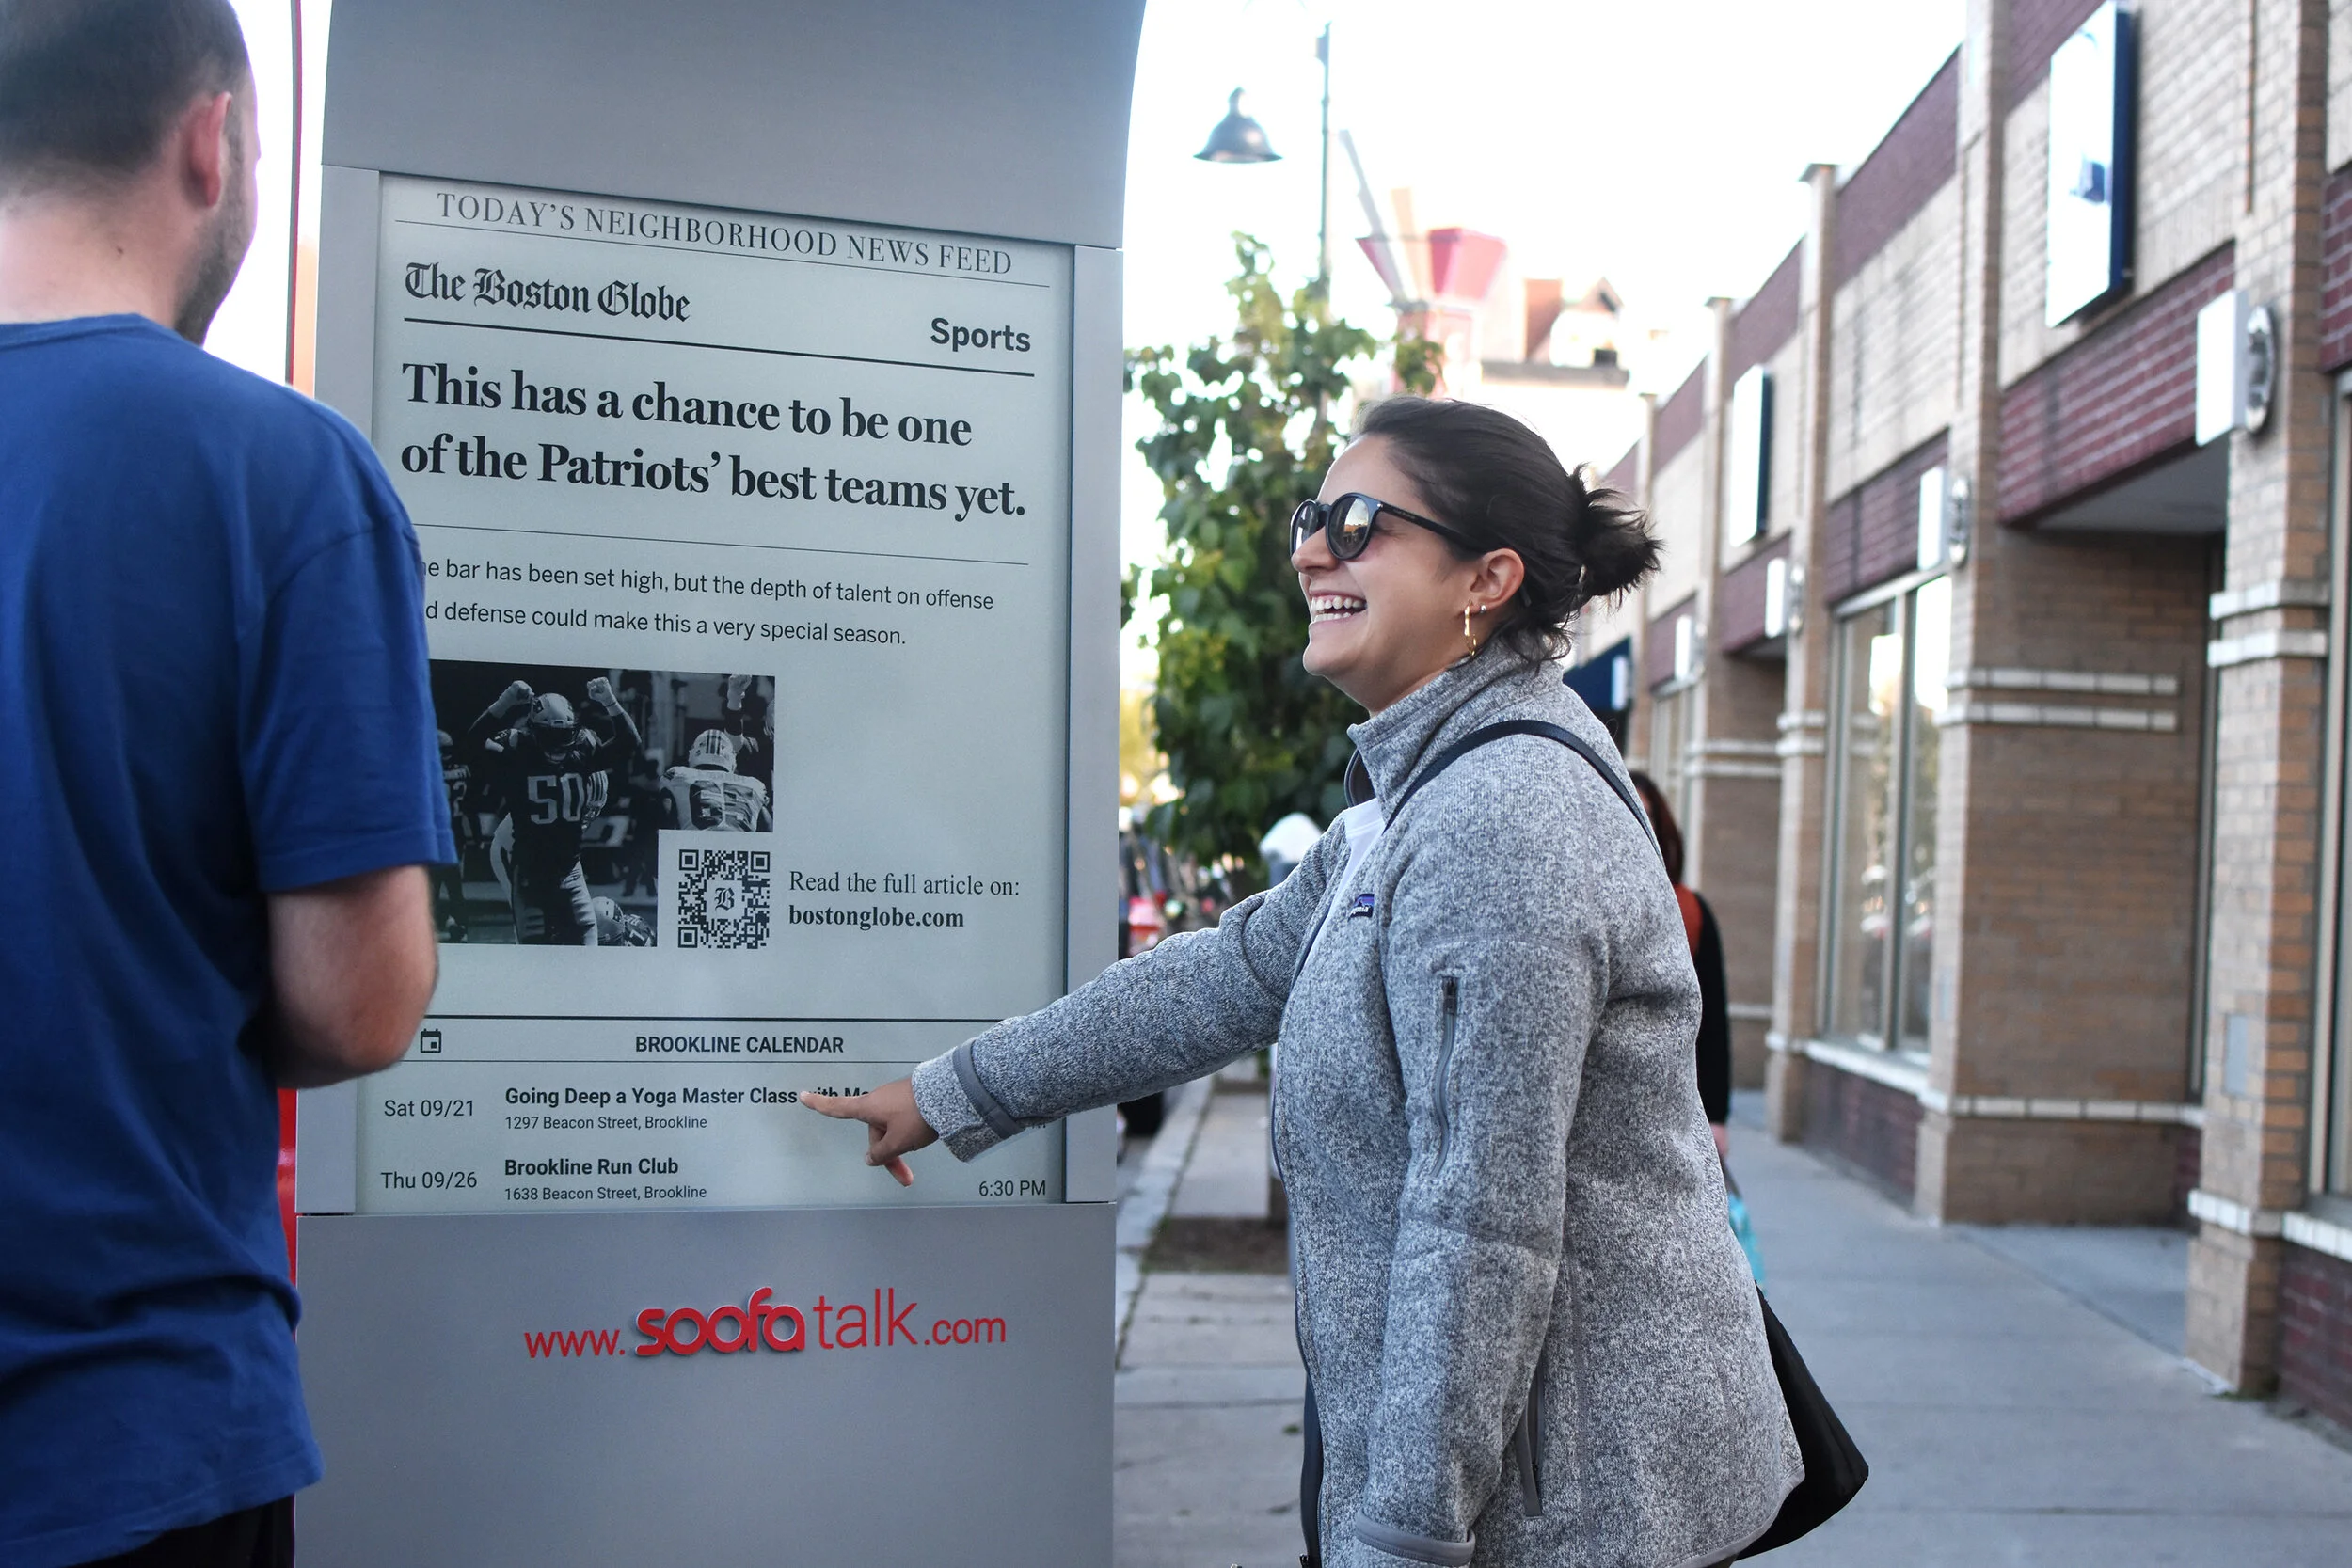 TODAY'S NEIGHBORHOOD NEWS FEED
The Boston Globe
Sports
This has a chance to be one
of the Patriots' best teams yet.
e bar has been set high, but the depth of talent on offense
d defense could make this a very special season.
50
B
Read the full article on:
bostonglobe.com
BROOKLINE CALENDAR
Sat 09/21
Going Deep a Yoga Master Class with
1297 Beacon Street, Brookline
Thu 09/26
Brookline Run Club
1638 Beacon Street, Brookline
6:30 PM
www.soofatalk.com